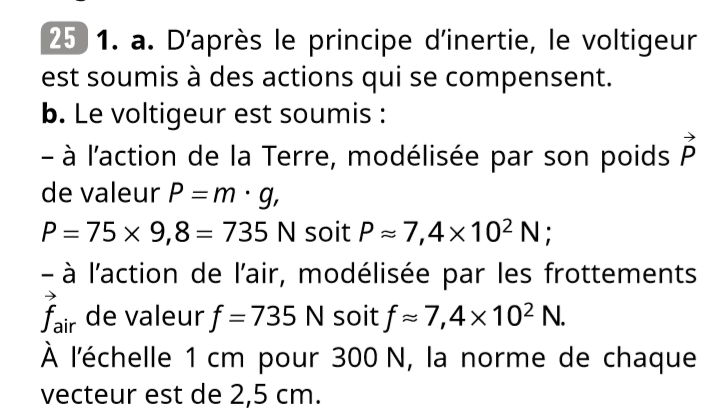 25 1. a. D’après le principe d’inertie, le voltigeur
est soumis à des actions qui se compensent.
b. Le voltigeur est soumis :
– à l’action de la Terre, modélisée par son poids P⃗
de valeur P = m · g,
P = 75 × 9,8 = 735 N soit P ≈ 7,4 × 10² N ;
– à l’action de l’air, modélisée par les frottements
f⃗air de valeur f = 735 N soit f ≈ 7,4 × 10² N.
À l’échelle 1 cm pour 300 N, la norme de chaque
vecteur est de 2,5 cm.